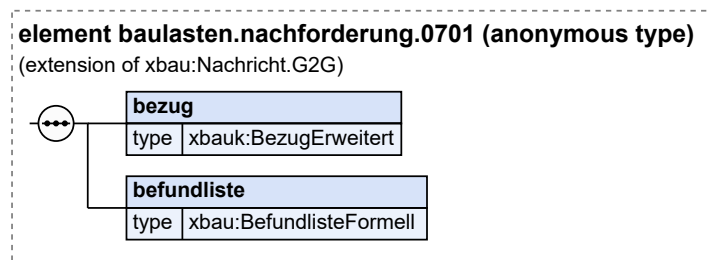 element baulasten.nachforderung.0701 (anonymous type)
(extension of xbau:Nachricht.G2G)
bezug
type xbauk:BezugErweitert
befundliste
type xbau:BefundlisteFormell